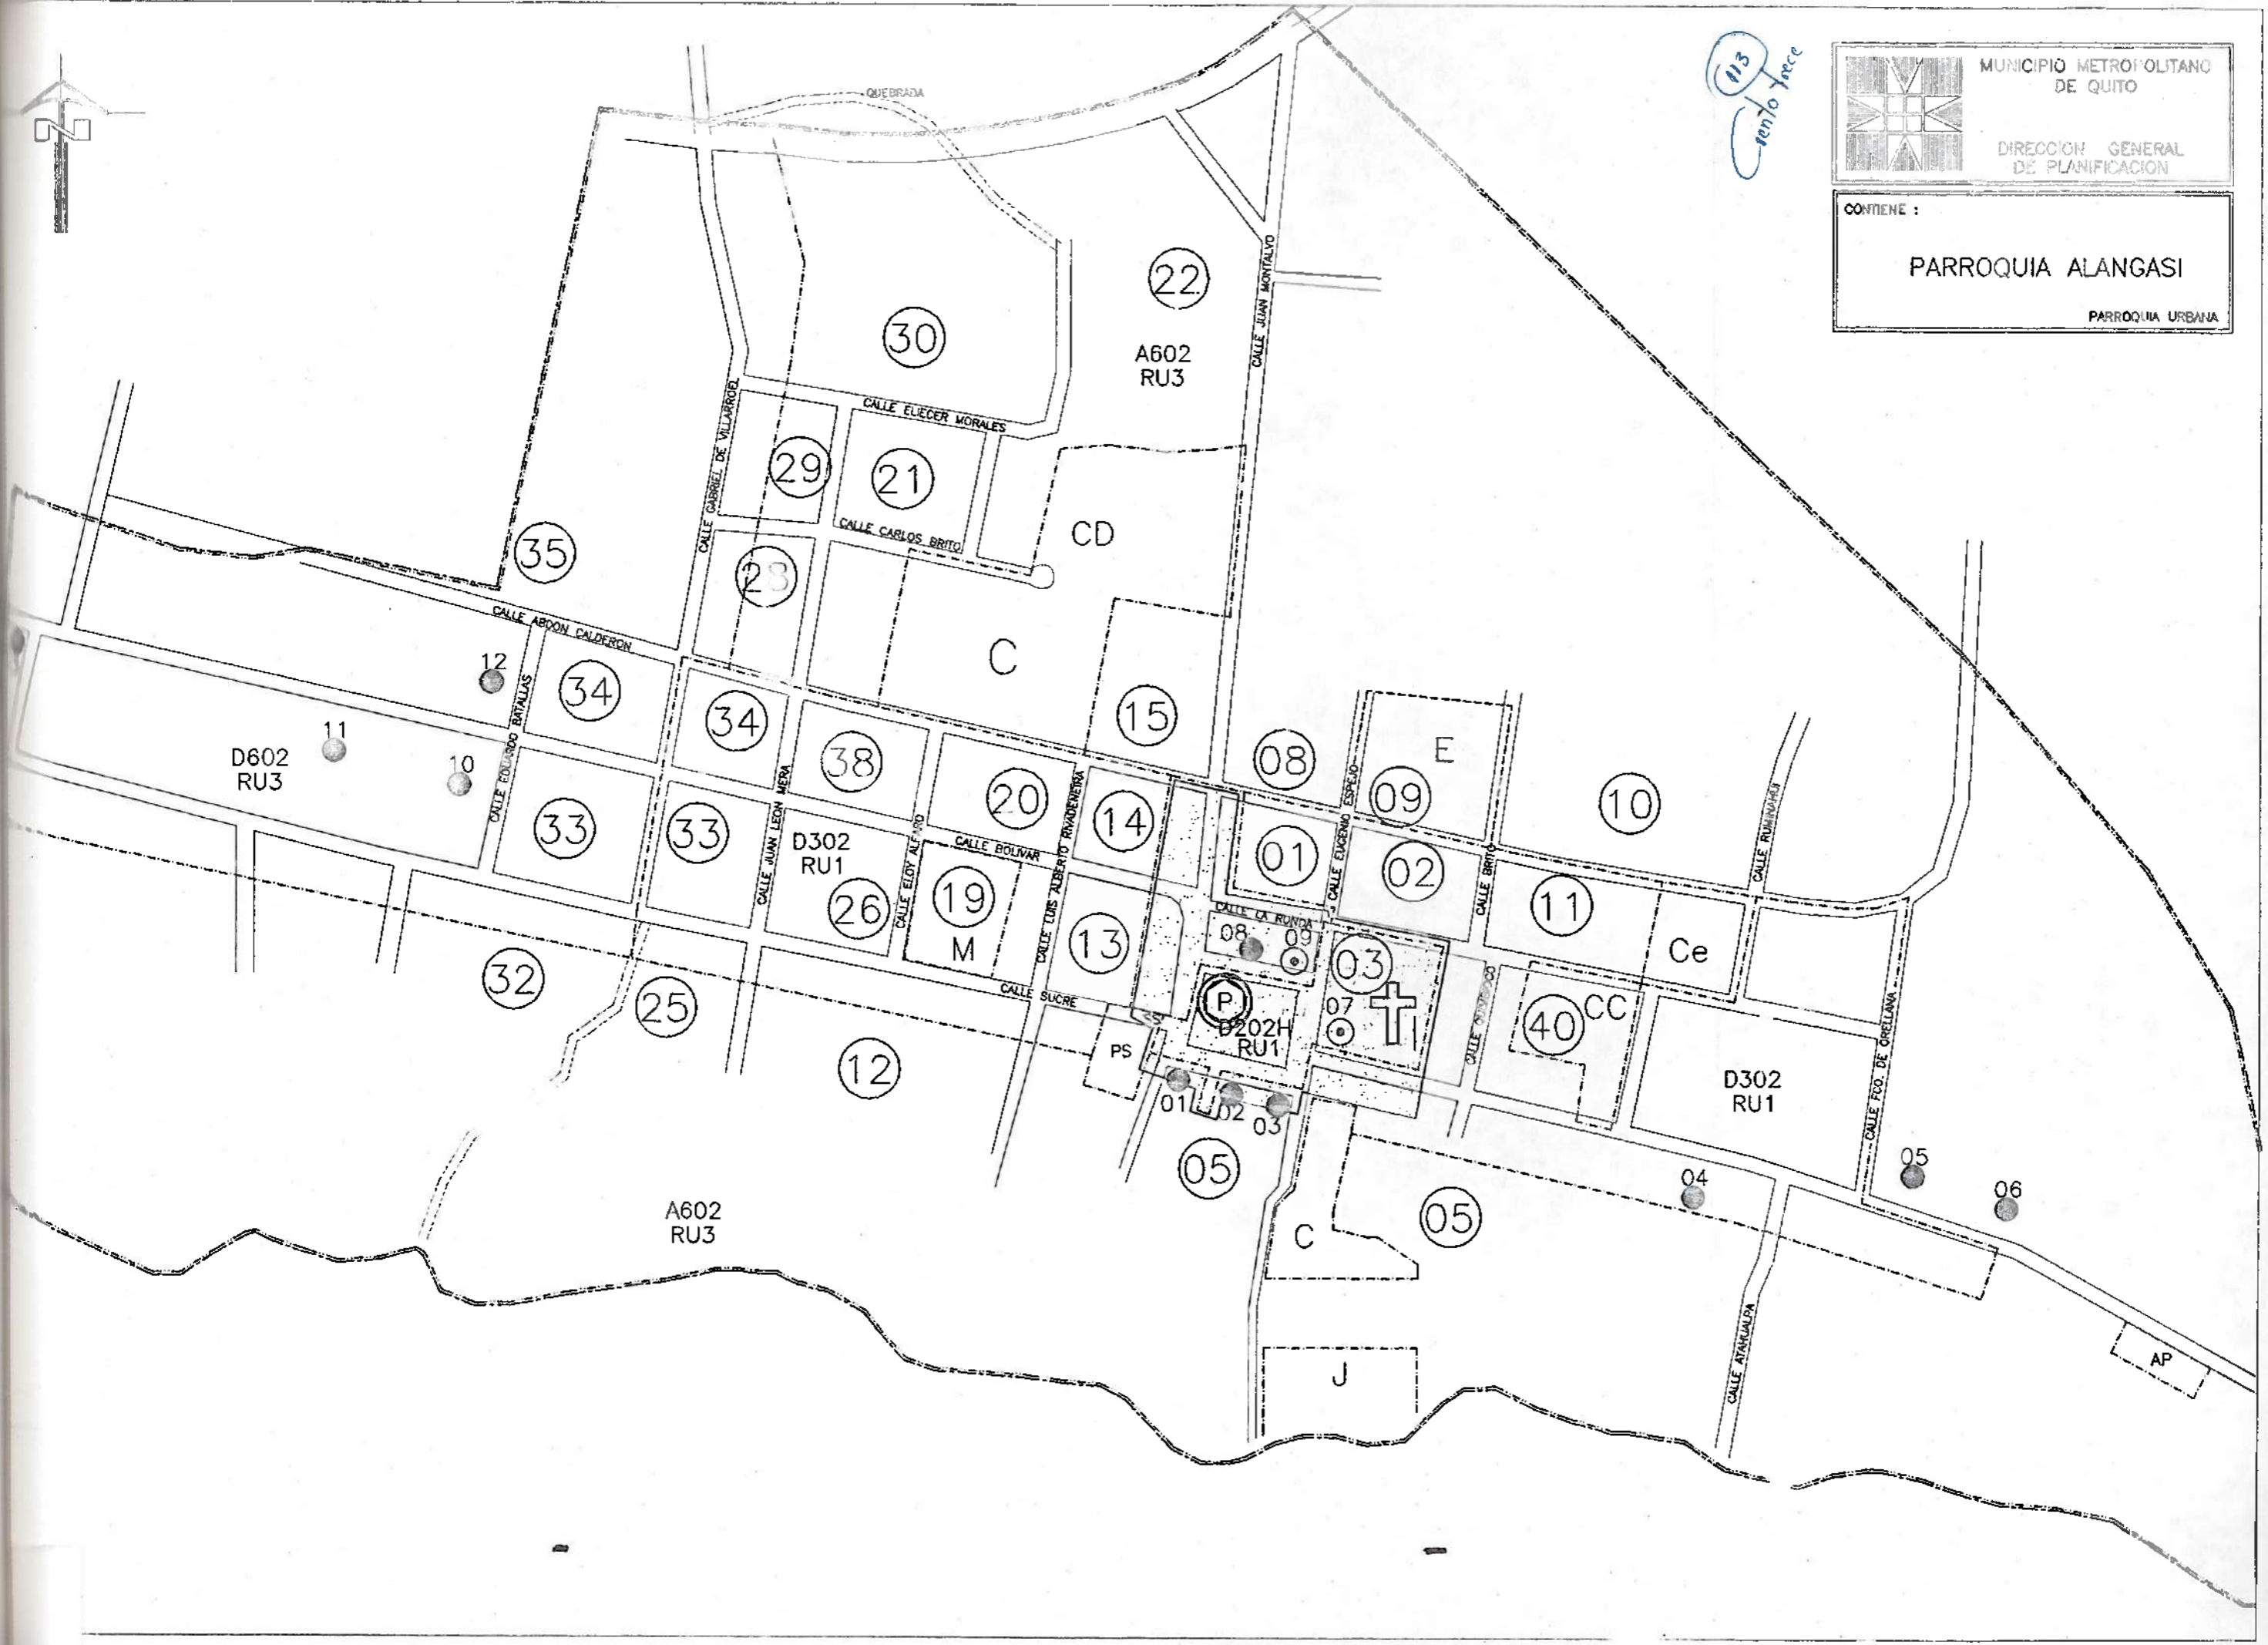 113
Ciento trece
MUNICIPIO METROPOLITANO
DE QUITO
DIRECCION GENERAL
DE PLANIFICACION
CONTIENE :
PARROQUIA ALANGASI
PARROQUIA URBANA
N
QUEBRADA
22
A602
RU3
CALLE JUAN MONTALVO
30
CALLE ELIECER MORALES
CALLE GABRIEL DE VILLARROEL
29
21
CALLE CARLOS BRITO
CD
35
28
CALLE ABDON CALDERON
C
12
34
34
15
CALLE EDUARDO BATALLAS
11
10
D602
RU3
38
20
14
08
E
09
10
CALLE RUMINAHUI
CALLE EUGENIO ESPEJO
33
33
CALLE JUAN LEON MERA
D302
RU1
26
CALLE ELOY ALFARO
CALLE BOLIVAR
CALLE LUIS ALBERTO RIVADENEIRA
19
M
13
01
02
CALLE BRITO
11
Ce
CALLE LA RONDA
08
09
03
P
D202H
RU1
07
40
CC
CALLE FCO. DE ORELLANA
D302
RU1
32
25
12
CALLE SUCRE
PS
01
02
03
05
C
05
04
05
06
A602
RU3
J
CALLE ATAHUALPA
AP